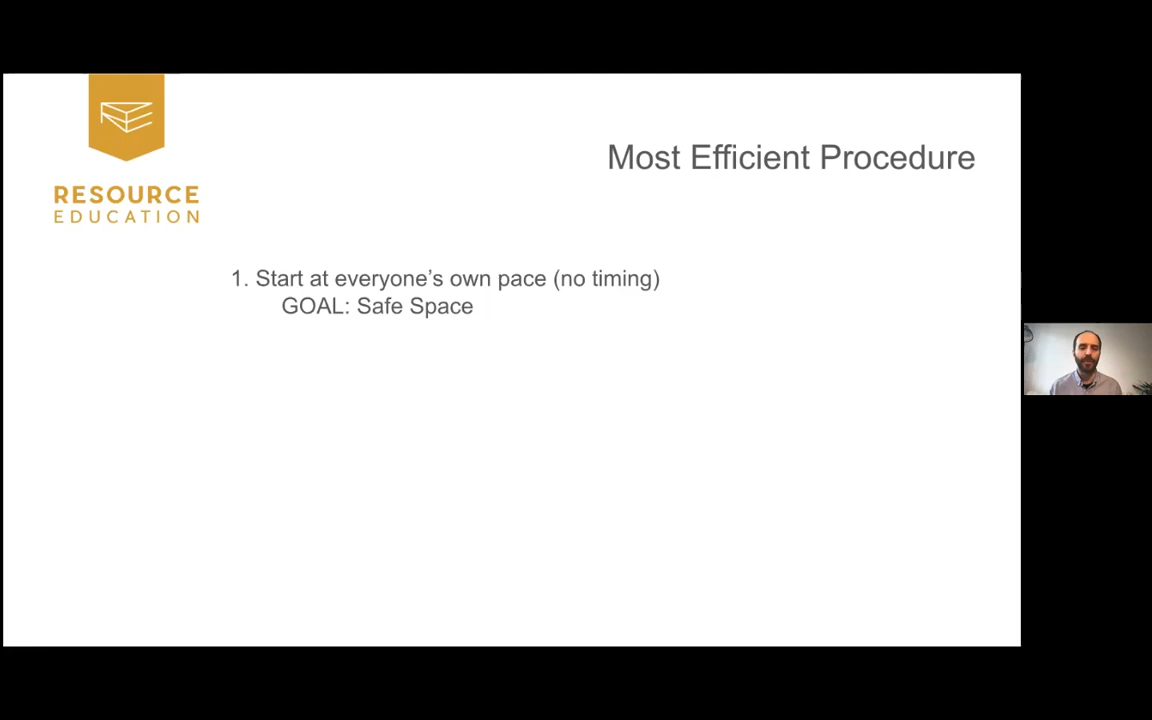 RESOURCE
EDUCATION
Most Efficient Procedure
1. Start at everyone’s own pace (no timing)
GOAL: Safe Space